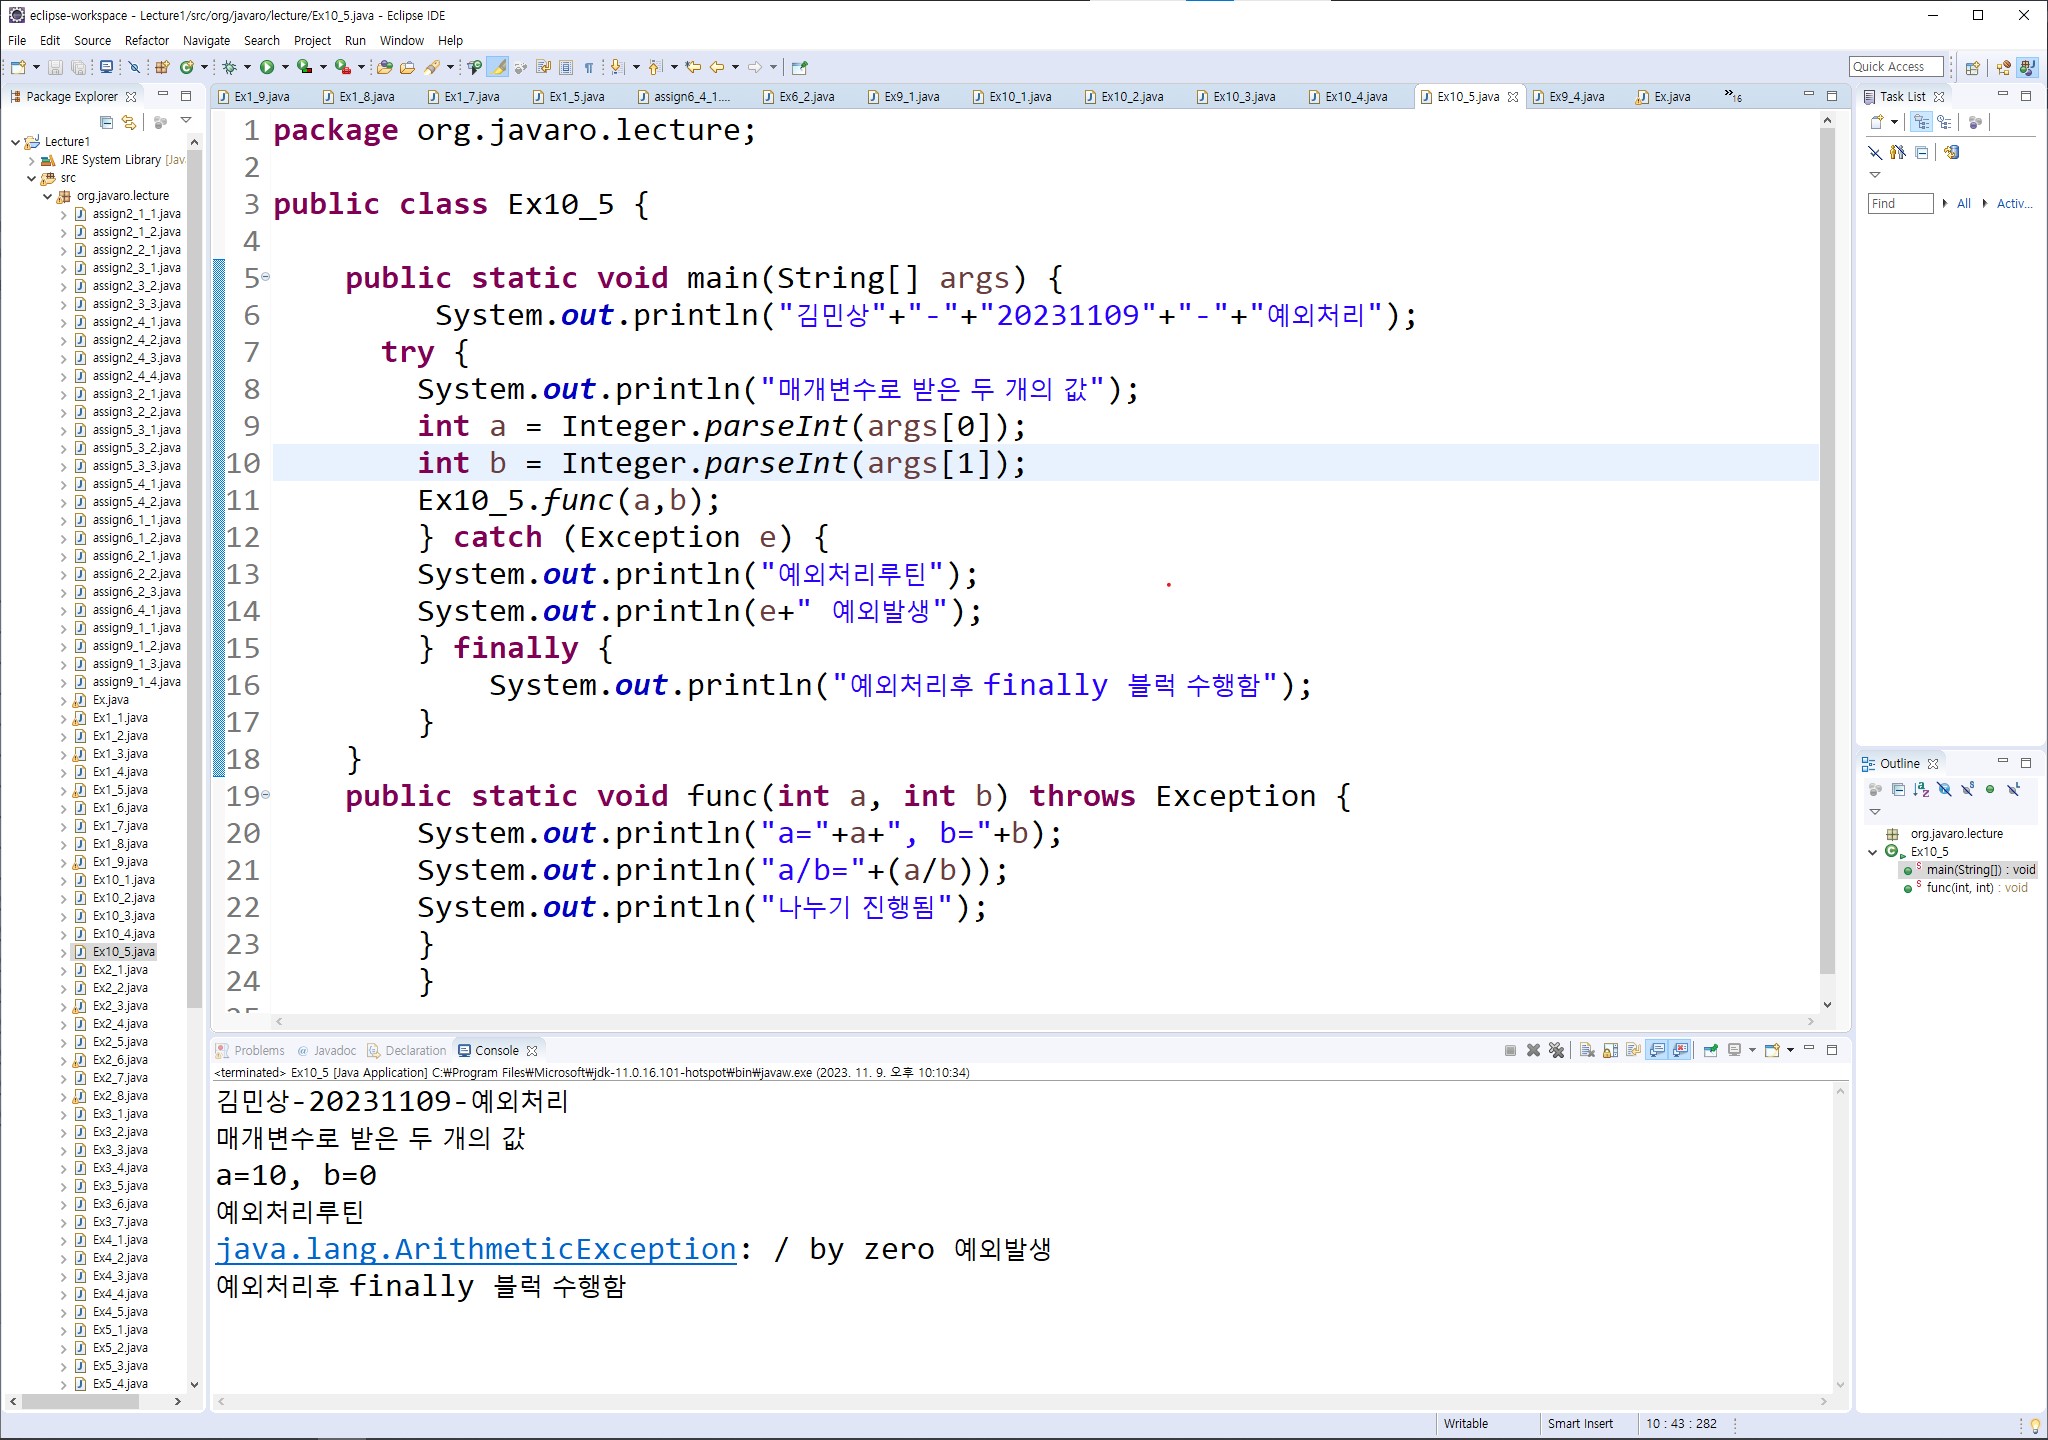 eclipse-workspace - Lecture1/src/org/javaro/lecture/Ex10_5.java - Eclipse IDE
File Edit Source Refactor Navigate Search Project Run Window Help
Quick Access
Package Explorer
Ex1_9.java Ex1_8.java Ex1_7.java Ex1_5.java assign6_4_1.... Ex6_2.java Ex9_1.java Ex10_1.java Ex10_2.java Ex10_3.java Ex10_4.java Ex10_5.java Ex9_4.java Ex.java »16
Lecture1
JRE System Library [Jav
src
org.javaro.lecture
assign2_1_1.java
assign2_1_2.java
assign2_2_1.java
assign2_3_1.java
assign2_3_2.java
assign2_3_3.java
assign2_4_1.java
assign2_4_2.java
assign2_4_3.java
assign2_4_4.java
assign3_2_1.java
assign3_2_2.java
assign5_3_1.java
assign5_3_2.java
assign5_3_3.java
assign5_4_1.java
assign5_4_2.java
assign6_1_1.java
assign6_1_2.java
assign6_2_1.java
assign6_2_2.java
assign6_2_3.java
assign6_4_1.java
assign9_1_1.java
assign9_1_2.java
assign9_1_3.java
assign9_1_4.java
Ex.java
Ex1_1.java
Ex1_2.java
Ex1_3.java
Ex1_4.java
Ex1_5.java
Ex1_6.java
Ex1_7.java
Ex1_8.java
Ex1_9.java
Ex10_1.java
Ex10_2.java
Ex10_3.java
Ex10_4.java
Ex10_5.java
Ex2_1.java
Ex2_2.java
Ex2_3.java
Ex2_4.java
Ex2_5.java
Ex2_6.java
Ex2_7.java
Ex2_8.java
Ex3_1.java
Ex3_2.java
Ex3_3.java
Ex3_4.java
Ex3_5.java
Ex3_6.java
Ex3_7.java
Ex4_1.java
Ex4_2.java
Ex4_3.java
Ex4_4.java
Ex4_5.java
Ex5_1.java
Ex5_2.java
Ex5_3.java
Ex5_4.java
1 package org.javaro.lecture;
2
3 public class Ex10_5 {
4
5 public static void main(String[] args) {
6 System.out.println("김민상"+"-"+"20231109"+"-"+"예외처리");
7 try {
8 System.out.println("매개변수로 받은 두 개의 값");
9 int a = Integer.parseInt(args[0]);
10 int b = Integer.parseInt(args[1]);
11 Ex10_5.func(a,b);
12 } catch (Exception e) {
13 System.out.println("예외처리루틴");
14 System.out.println(e+" 예외발생");
15 } finally {
16 System.out.println("예외처리후 finally 블럭 수행함");
17 }
18 }
19 public static void func(int a, int b) throws Exception {
20 System.out.println("a="+a+", b="+b);
21 System.out.println("a/b="+(a/b));
22 System.out.println("나누기 진행됨");
23 }
24 }
Problems Javadoc Declaration Console
<terminated> Ex10_5 [Java Application] C:₩Program Files₩Microsoft₩jdk-11.0.16.101-hotspot₩bin₩javaw.exe (2023. 11. 9. 오후 10:10:34)
김민상-20231109-예외처리
매개변수로 받은 두 개의 값
a=10, b=0
예외처리루틴
java.lang.ArithmeticException: / by zero 예외발생
예외처리후 finally 블럭 수행함
Task List
Find All Activ...
Outline
org.javaro.lecture
Ex10_5
main(String[]) : void
func(int, int) : void
Writable Smart Insert 10 : 43 : 282